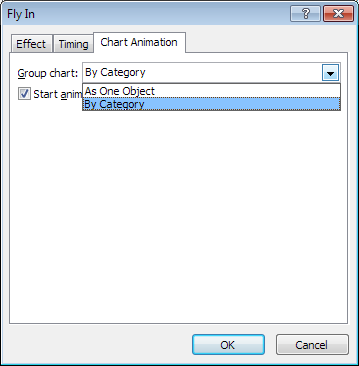 Fly In
Effect Timing Chart Animation
Group chart: By Category
As One Object
Start anim
By Category
OK Cancel